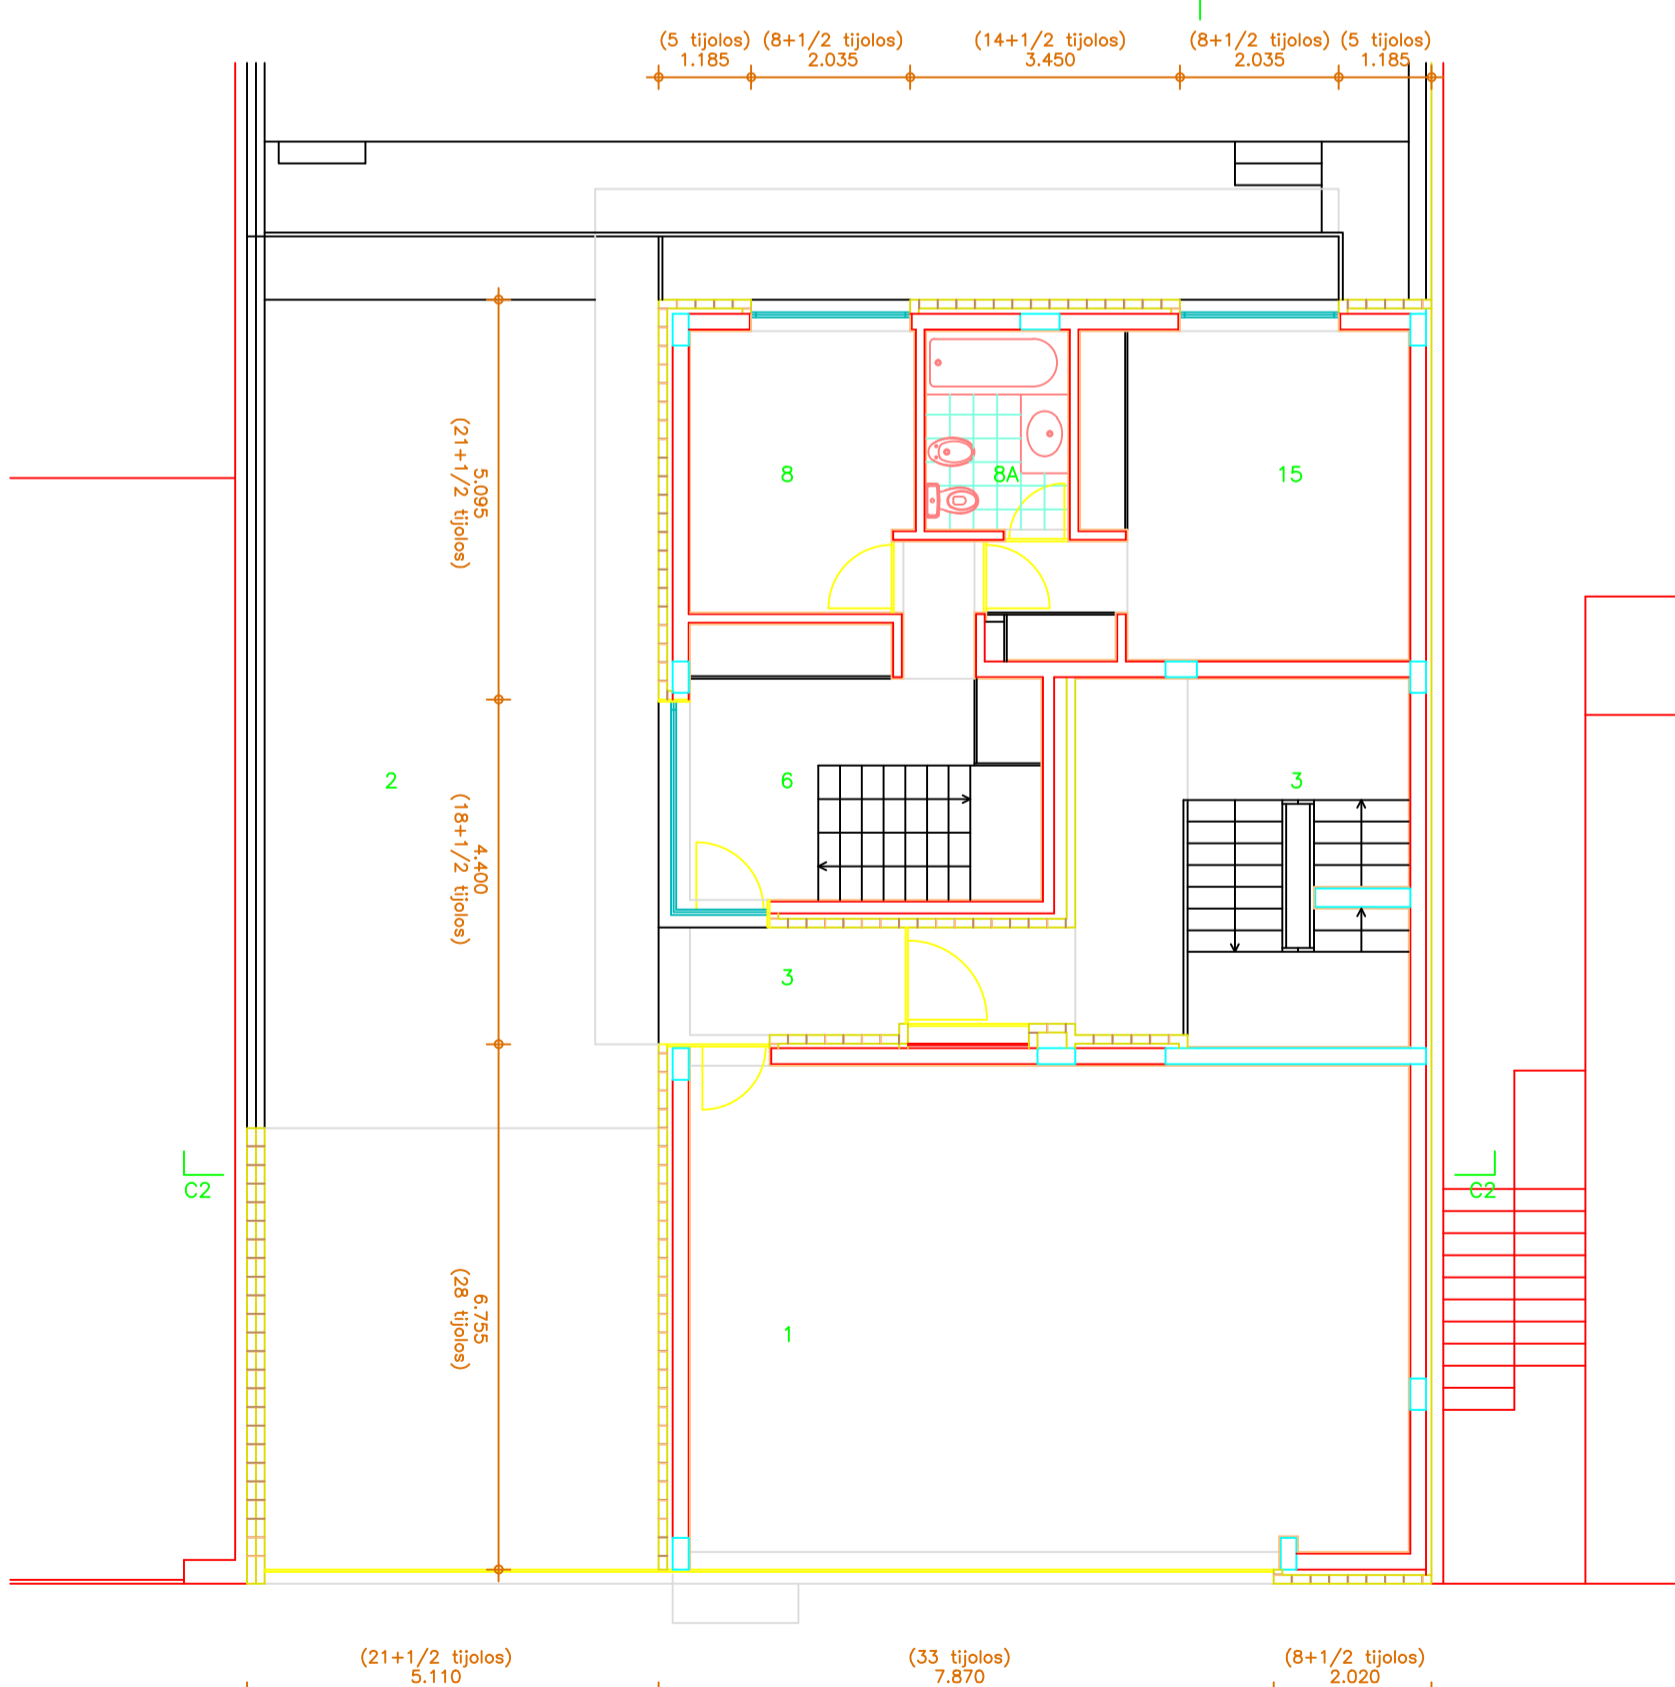 (5 tijolos) (8+1/2 tijolos) (14+1/2 tijolos) (8+1/2 tijolos) (5 tijolos)
1.185 2.035 3.450 2.035 1.185
8
8A
15
5.095
(21+1/2 tijolos)
2
6
3
4.400
(18+1/2 tijolos)
3
C2
C2
6.755
(28 tijolos)
1
(21+1/2 tijolos) (33 tijolos) (8+1/2 tijolos)
5.110 7.870 2.020